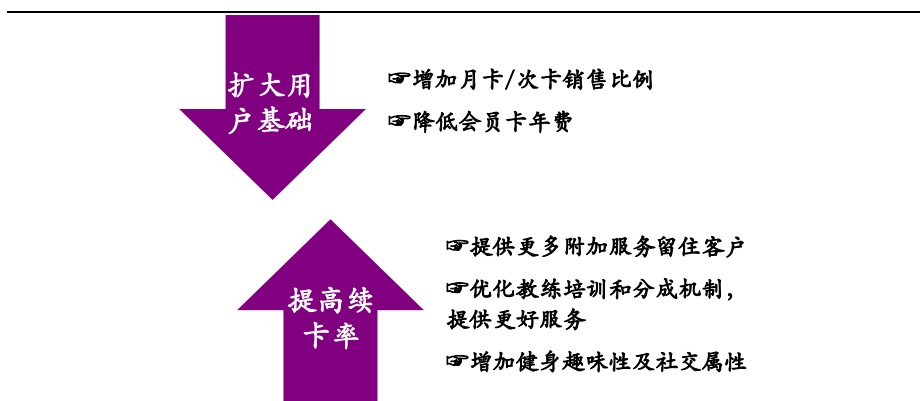 扩大用
户基础
☞增加月卡/次卡销售比例
☞降低会员卡年费
提高续
卡率
☞提供更多附加服务留住客户
☞优化教练培训和分成机制，
提供更好服务
☞增加健身趣味性及社交属性